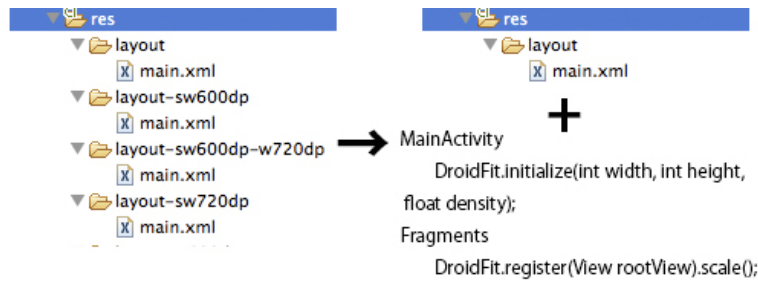 res
layout
main.xml
layout-sw600dp
main.xml
layout-sw600dp-w720dp
main.xml
layout-sw720dp
main.xml
res
layout
main.xml
+
MainActivity
DroidFit.initialize(int width, int height,
float density);
Fragments
DroidFit.register(View rootView).scale();